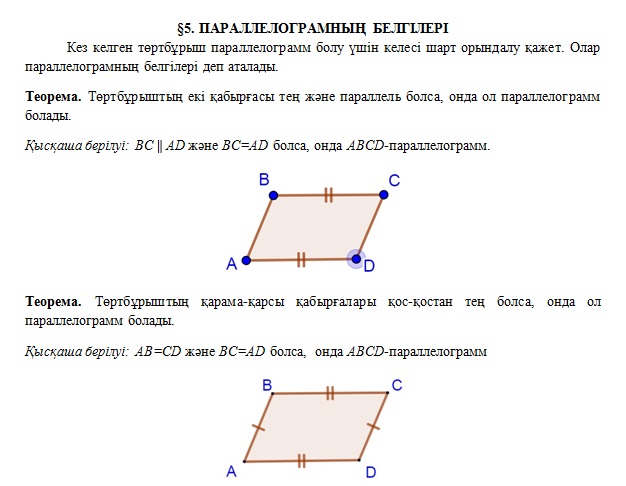 §5. ПАРАЛЛЕЛОГРАМНЫҢ БЕЛГІЛЕРІ
Кез келген төртбұрыш параллелограмм болу үшін келесі шарт орындалу қажет. Олар
параллелограмның белгілері деп аталады.
Теорема. Төртбұрыштың екі қабырғасы тең және параллель болса, онда ол параллелограмм
болады.
Қысқаша берілуі: BC || AD және BC=AD болса, онда ABCD-параллелограмм.
B C
A D
Теорема. Төртбұрыштың қарама-қарсы қабырғалары қос-қостан тең болса, онда ол
параллелограмм болады.
Қысқаша берілуі: AB=CD және BC=AD болса, онда ABCD-параллелограмм
B C
A D